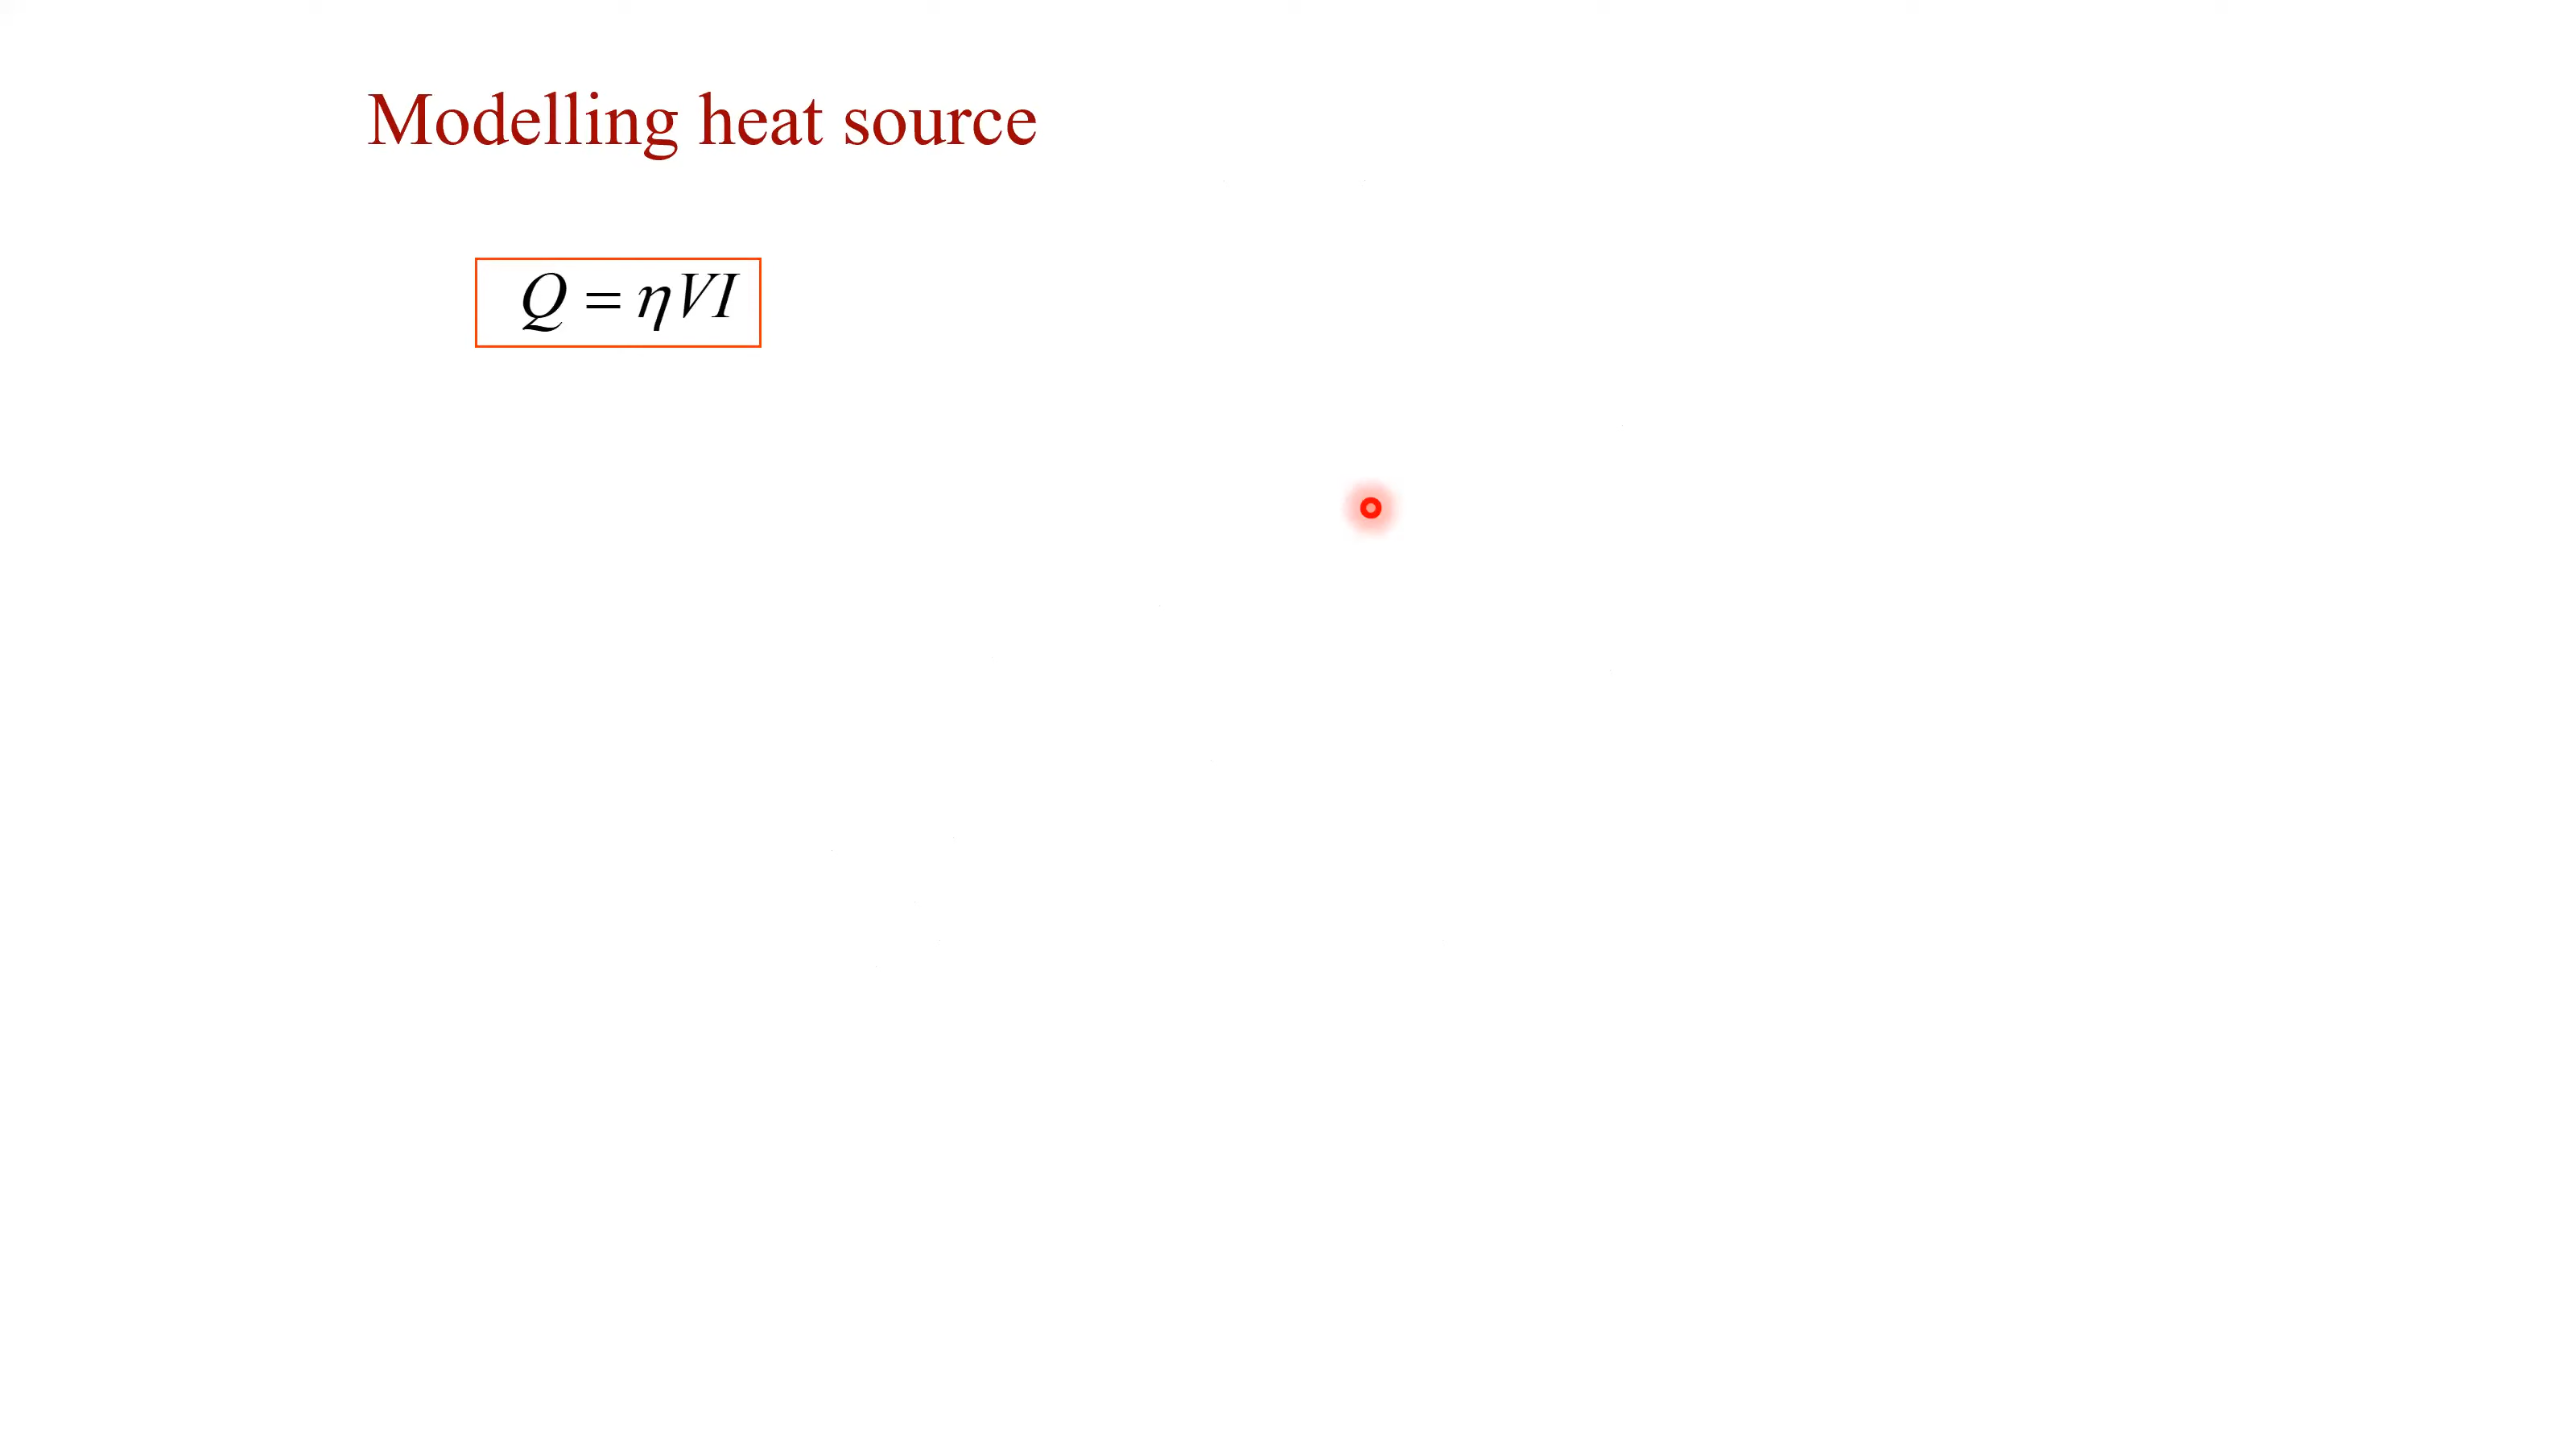 Modelling heat source
Q = ηVI